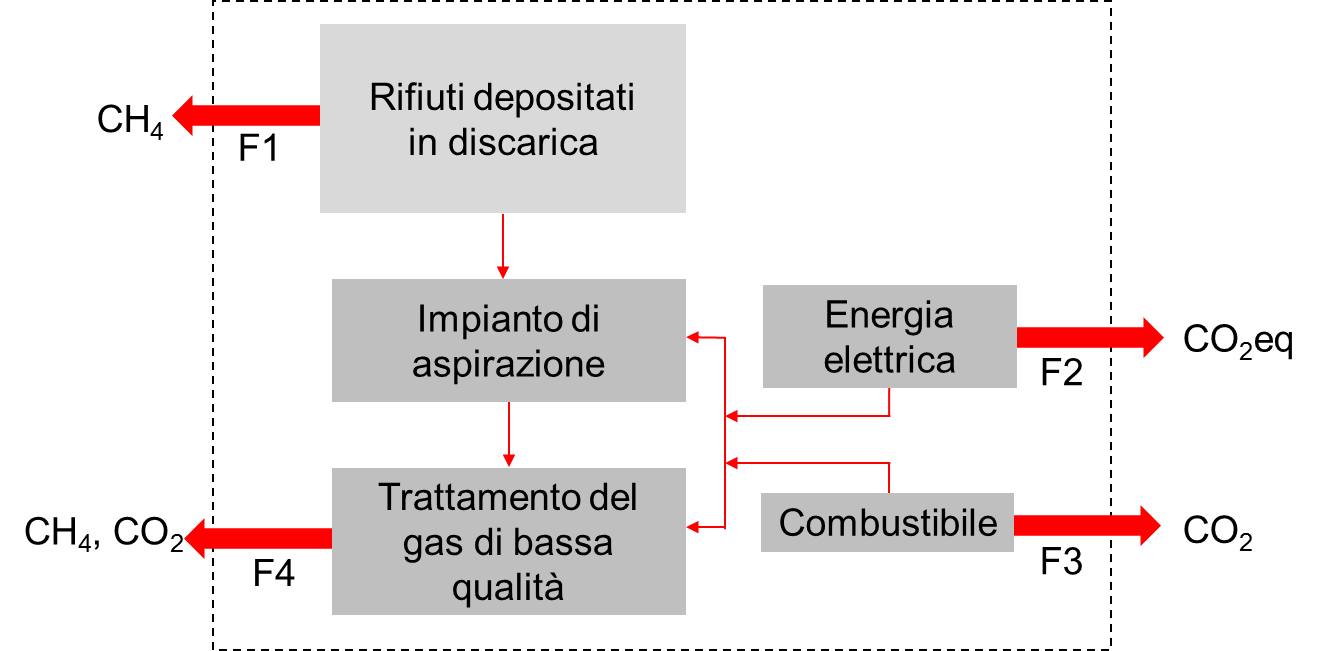 Rifiuti depositati
in discarica
CH₄
F1
Impianto di
aspirazione
Energia
elettrica
F2
CO₂eq
Trattamento del
gas di bassa
qualità
CH₄, CO₂
F4
Combustibile
F3
CO₂